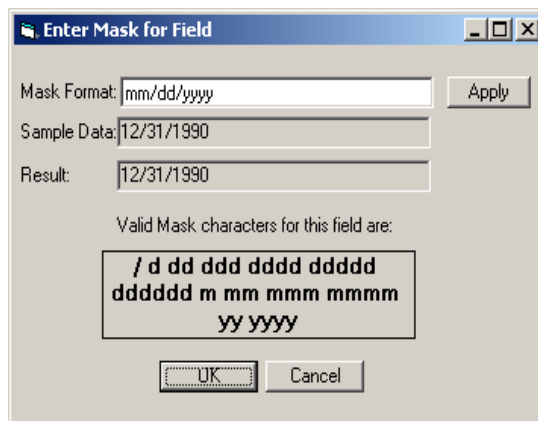 Enter Mask for Field
Mask Format: mm/dd/yyyy Apply
Sample Data: 12/31/1990
Result: 12/31/1990
Valid Mask characters for this field are:
/ d dd ddd dddd ddddd
dddddd m mm mmm mmmm
yy yyyy
OK Cancel